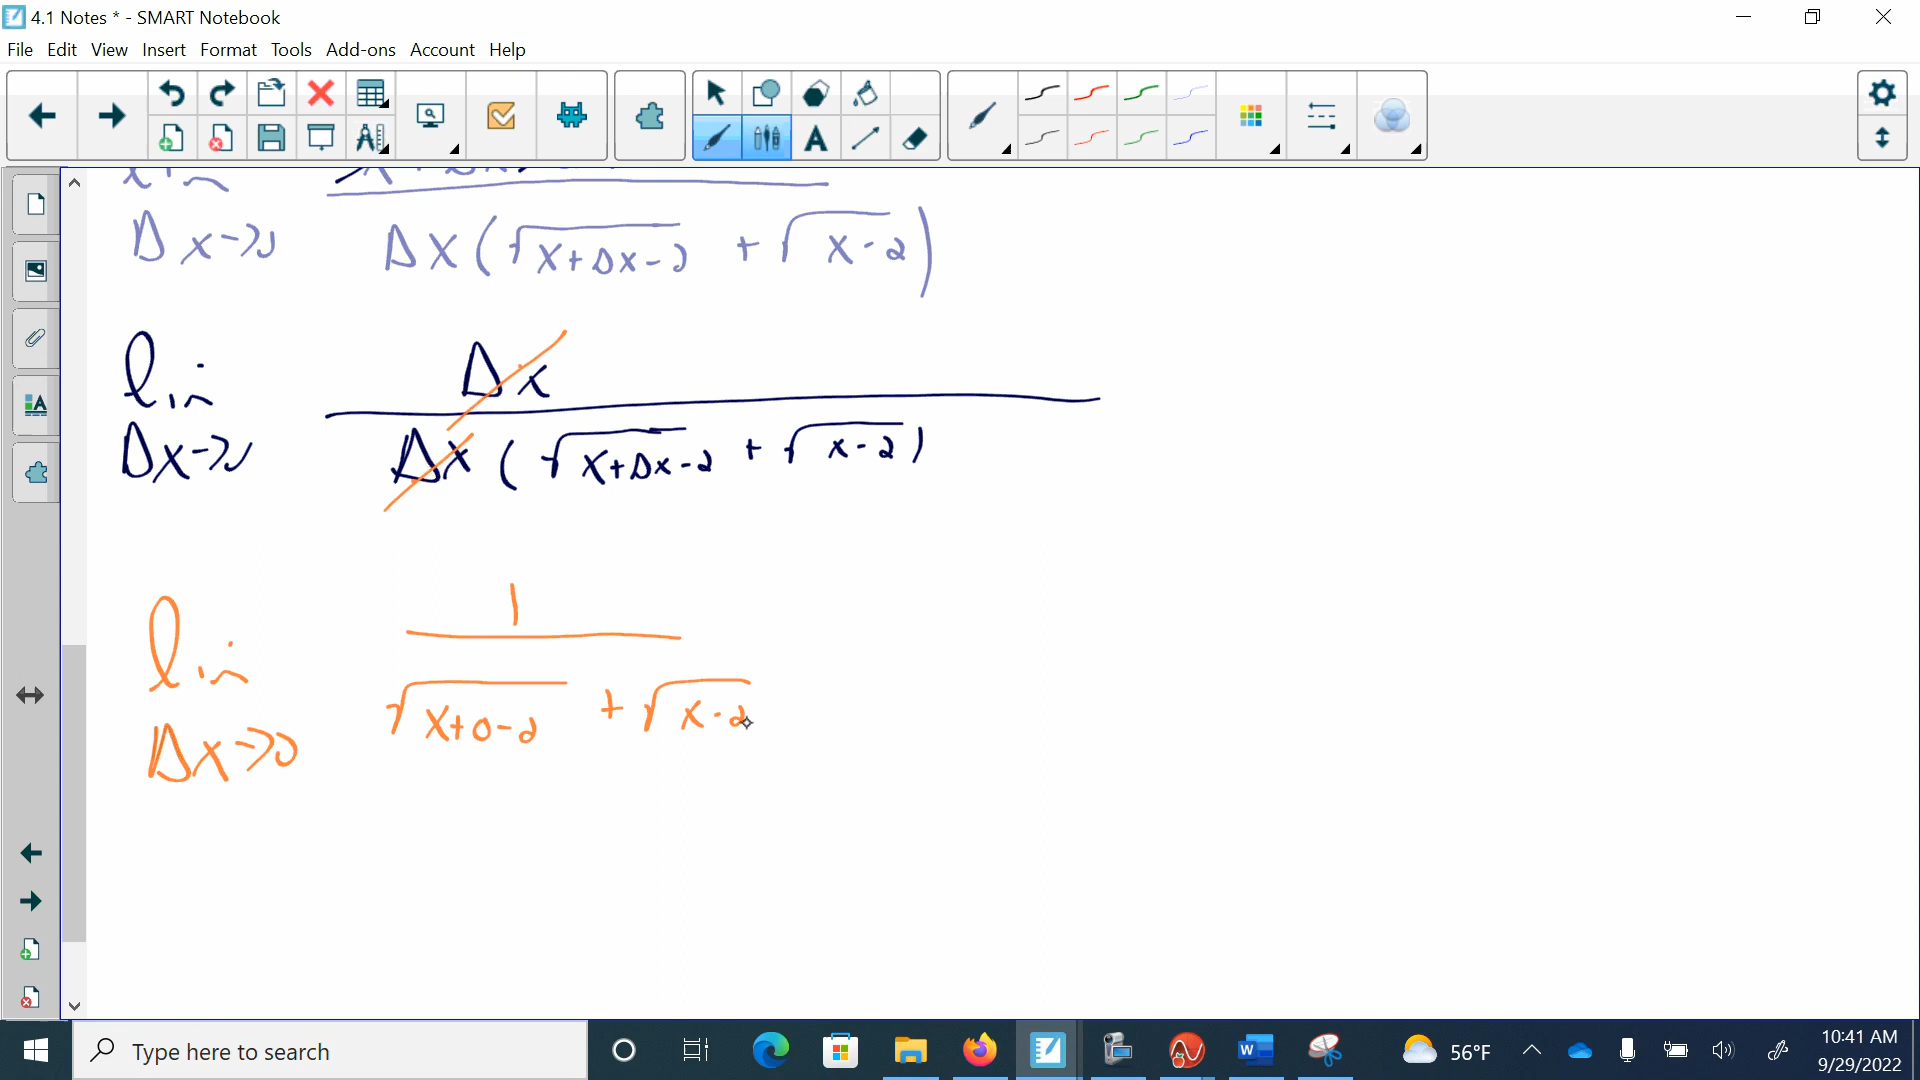 4.1 Notes * - SMART Notebook
File Edit View Insert Format Tools Add-ons Account Help
lim
Δx→0 Δx(√x+Δx-2 + √x-2)
lim Δx
Δx→0 Δx(√x+Δx-2 + √x-2)
lim 1
Δx→0 √x+0-2 + √x-2
Type here to search
56°F
10:41 AM
9/29/2022